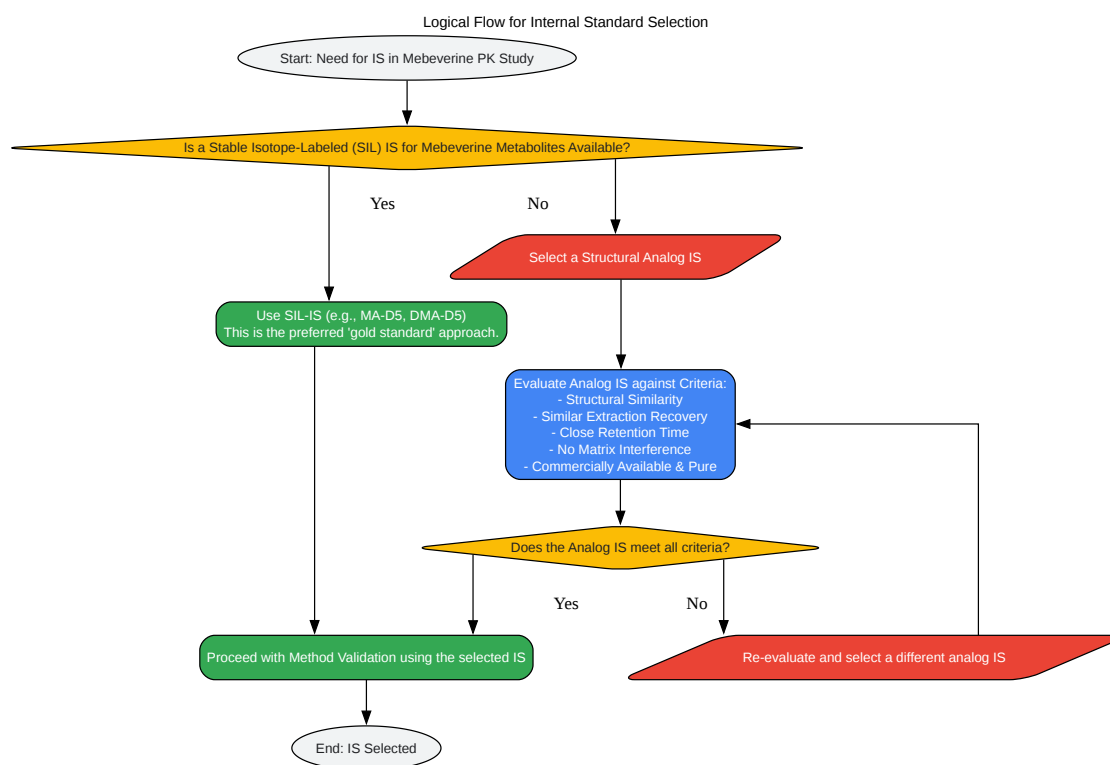 Logical Flow for Internal Standard Selection
Start: Need for IS in Mebeverine PK Study
Is a Stable Isotope-Labeled (SIL) IS for Mebeverine Metabolites Available?
Yes
No
Select a Structural Analog IS
Use SIL-IS (e.g., MA-D5, DMA-D5)
This is the preferred 'gold standard' approach.
Evaluate Analog IS against Criteria:
- Structural Similarity
- Similar Extraction Recovery
- Close Retention Time
- No Matrix Interference
- Commercially Available & Pure
Does the Analog IS meet all criteria?
Yes
No
Proceed with Method Validation using the selected IS
Re-evaluate and select a different analog IS
End: IS Selected